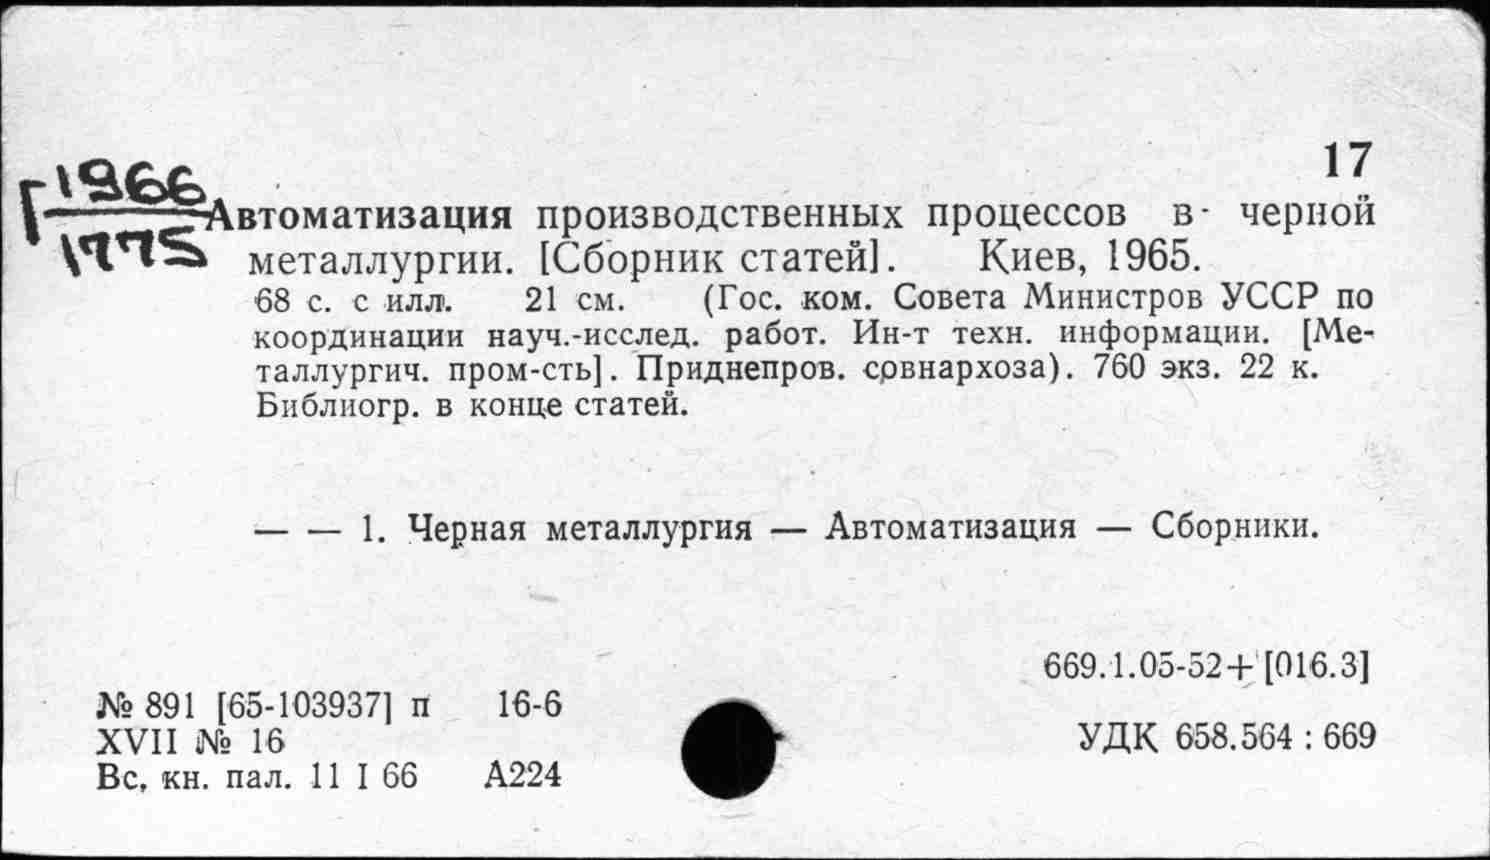 17
Г1966
1775
Автоматизация производственных процессов в черной
металлургии. [Сборник статей]. Киев, 1965.
68 с. с илл. 21 см. (Гос. ком. Совета Министров УССР по
координации науч.-исслед. работ. Ин-т техн. информации. [Ме-
таллургич. пром-сть]. Приднепров. совнархоза). 760 экз. 22 к.
Библиогр. в конце статей.
— — 1. Черная металлургия — Автоматизация — Сборники.
669.1.05-52+[016.3]
№ 891 [65-103937] п 16-6
XVII № 16 УДК 658.564 : 669
Вс. кн. пал. 11 I 66 А224